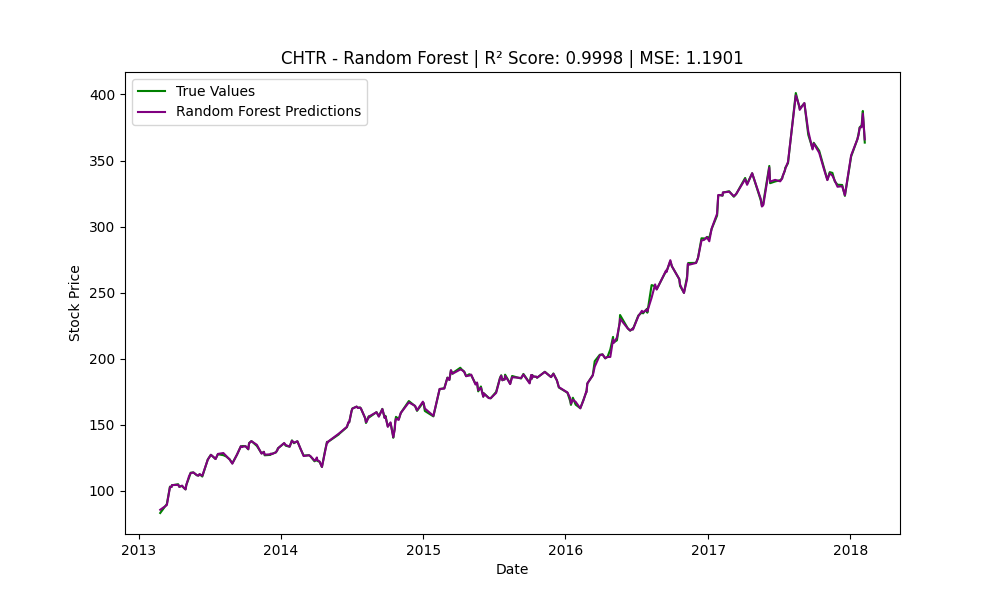 CHTR - Random Forest | R² Score: 0.9998 | MSE: 1.1901
True Values
Random Forest Predictions
400
350
300
250
200
150
100
Stock Price
2013 2014 2015 2016 2017 2018
Date